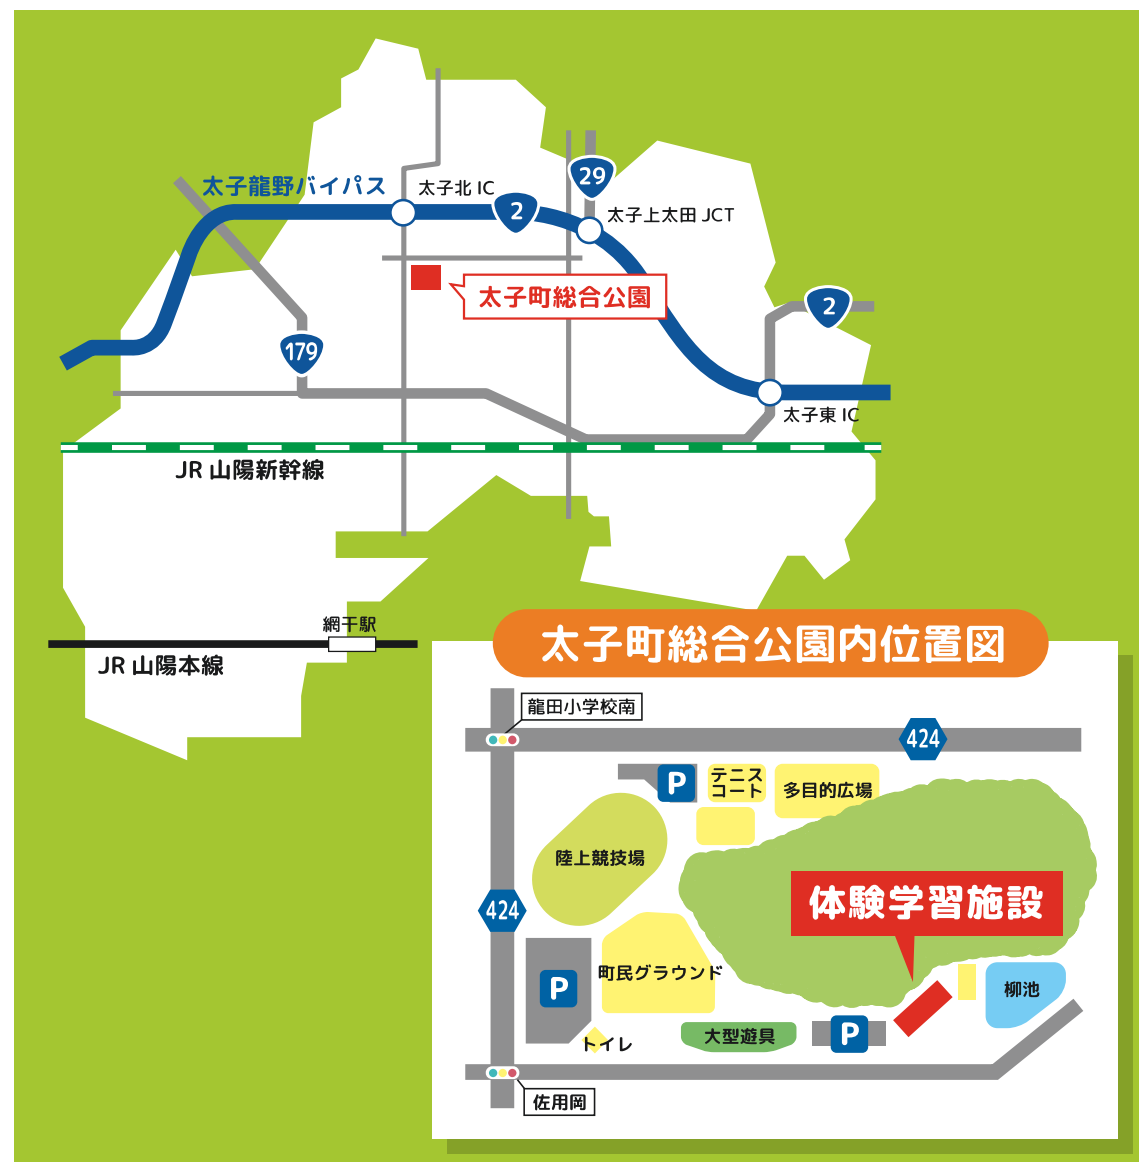 太子龍野バイパス
太子北IC
29
2
太子上太田 JCT
太子町総合公園
2
179
太子東IC
JR 山陽新幹線
網干駅
JR 山陽本線
太子町総合公園内位置図
龍田小学校南
424
P
テニス
コート
多目的広場
陸上競技場
体験学習施設
424
町民グラウンド
P
柳池
トイレ
大型遊具
P
佐用岡